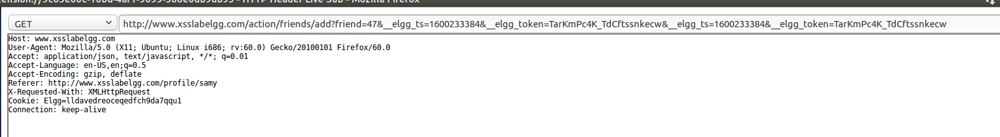 HTTP Header Live Sub - Mozilla Firefox
GET
http://www.xsslabelgg.com/action/friends/add?friend=47&__elgg_ts=1600233384&__elgg_token=TarKmPc4K_TdCftssnkecw&__elgg_ts=1600233384&__elgg_token=TarKmPc4K_TdCftssnkecw
Host: www.xsslabelgg.com
User-Agent: Mozilla/5.0 (X11; Ubuntu; Linux i686; rv:60.0) Gecko/20100101 Firefox/60.0
Accept: application/json, text/javascript, */*; q=0.01
Accept-Language: en-US,en;q=0.5
Accept-Encoding: gzip, deflate
Referer: http://www.xsslabelgg.com/profile/samy
X-Requested-With: XMLHttpRequest
Cookie: Elgg=lldavedreoceqedfch9da7qqu1
Connection: keep-alive